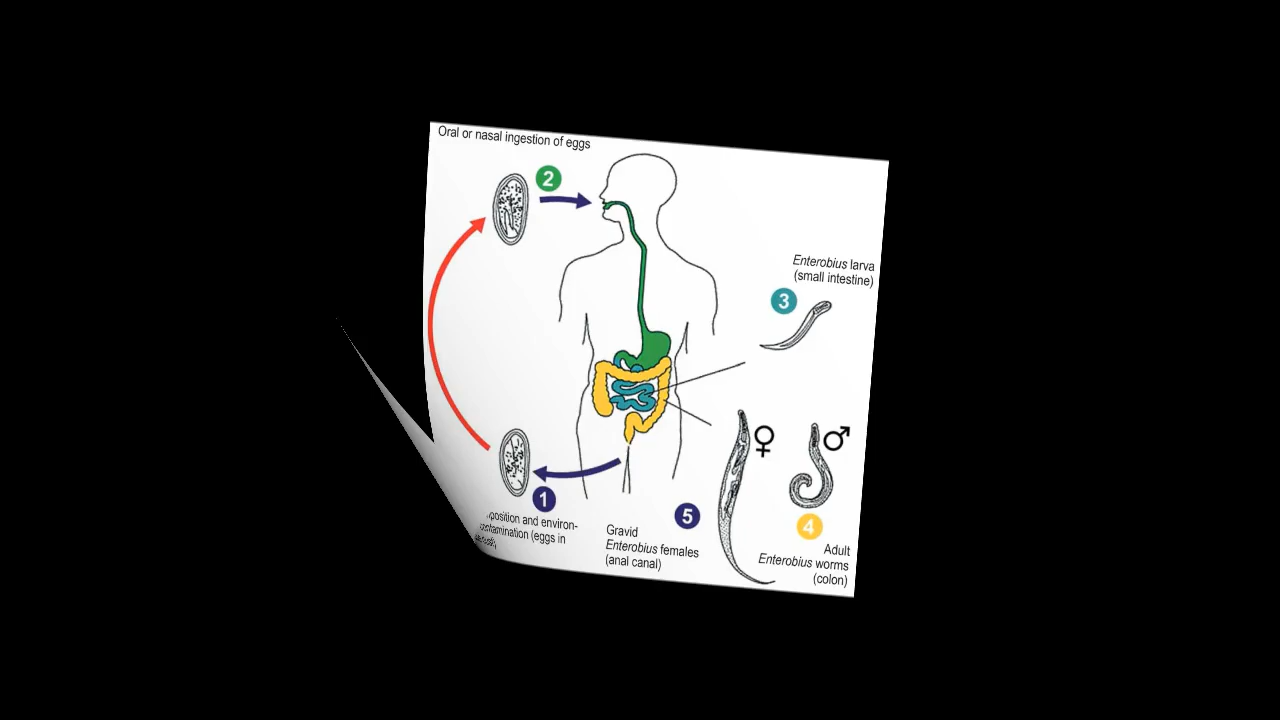 Oral or nasal ingestion of eggs
2
Enterobius larva
(small intestine)
3
♀
♂
1
position and environ-
contamination (eggs in
5
Gravid
Enterobius females
(anal canal)
4
Adult
Enterobius worms
(colon)